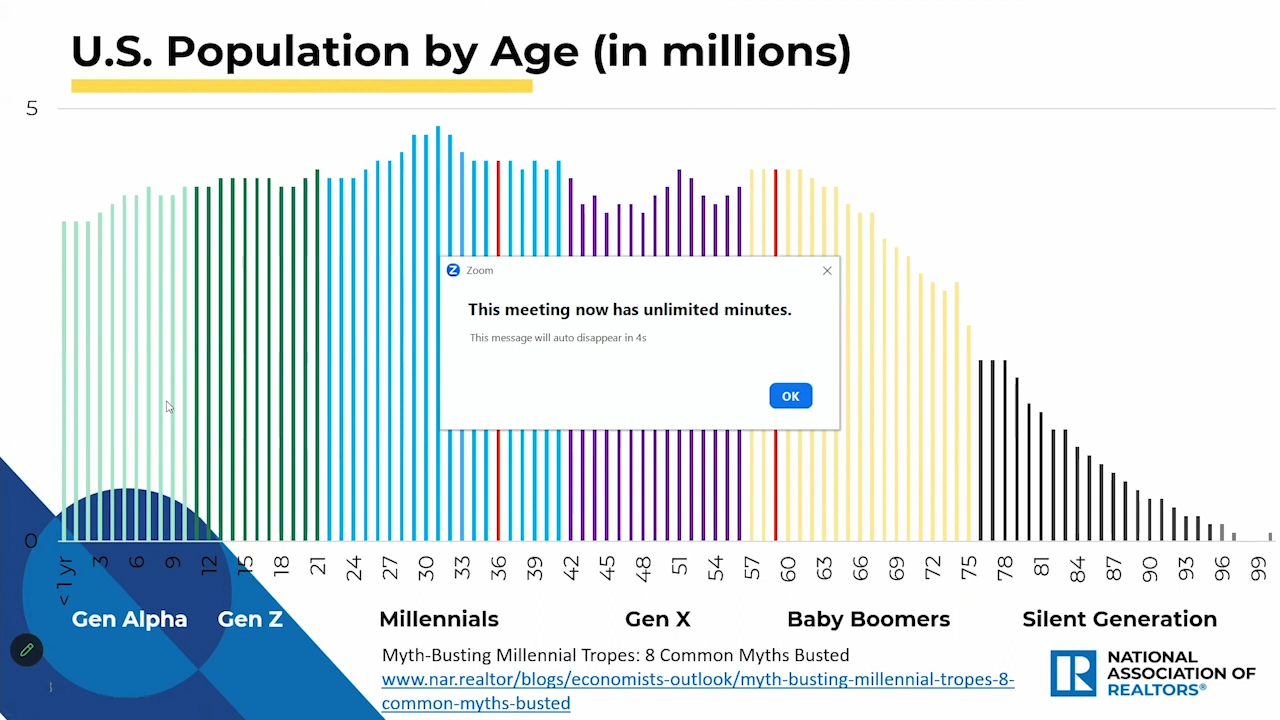 U.S. Population by Age (in millions)
5
Zoom
This meeting now has unlimited minutes.
This message will auto disappear in 4s
OK
0
<1 yr 3 6 9 12 15 18 21 24 27 30 33 36 39 42 45 48 51 54 57 60 63 66 69 72 75 78 81 84 87 90 93 96 99
Gen Alpha Gen Z Millennials Gen X Baby Boomers Silent Generation
Myth-Busting Millennial Tropes: 8 Common Myths Busted
www.nar.realtor/blogs/economists-outlook/myth-busting-millennial-tropes-8-
common-myths-busted
NATIONAL
ASSOCIATION OF
REALTORS®